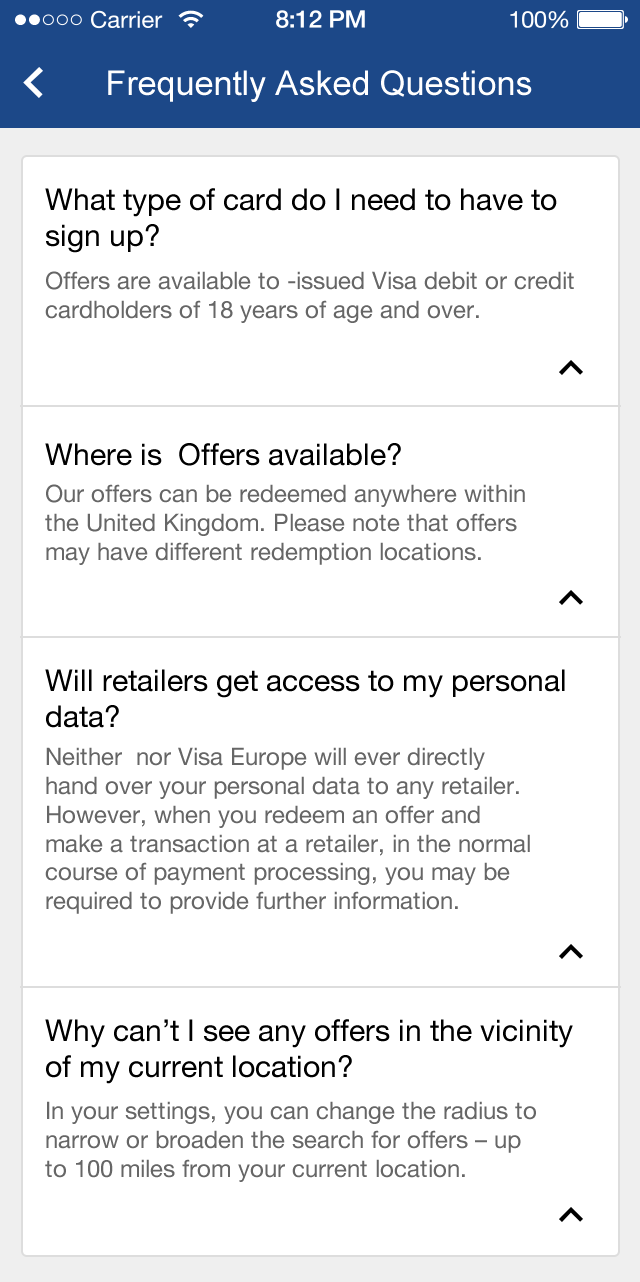 Carrier 8:12 PM 100%
Frequently Asked Questions
What type of card do I need to have to
sign up?
Offers are available to -issued Visa debit or credit
cardholders of 18 years of age and over.
Where is  Offers available?
Our offers can be redeemed anywhere within
the United Kingdom. Please note that offers
may have different redemption locations.
Will retailers get access to my personal
data?
Neither  nor Visa Europe will ever directly
hand over your personal data to any retailer.
However, when you redeem an offer and
make a transaction at a retailer, in the normal
course of payment processing, you may be
required to provide further information.
Why can’t I see any offers in the vicinity
of my current location?
In your settings, you can change the radius to
narrow or broaden the search for offers – up
to 100 miles from your current location.